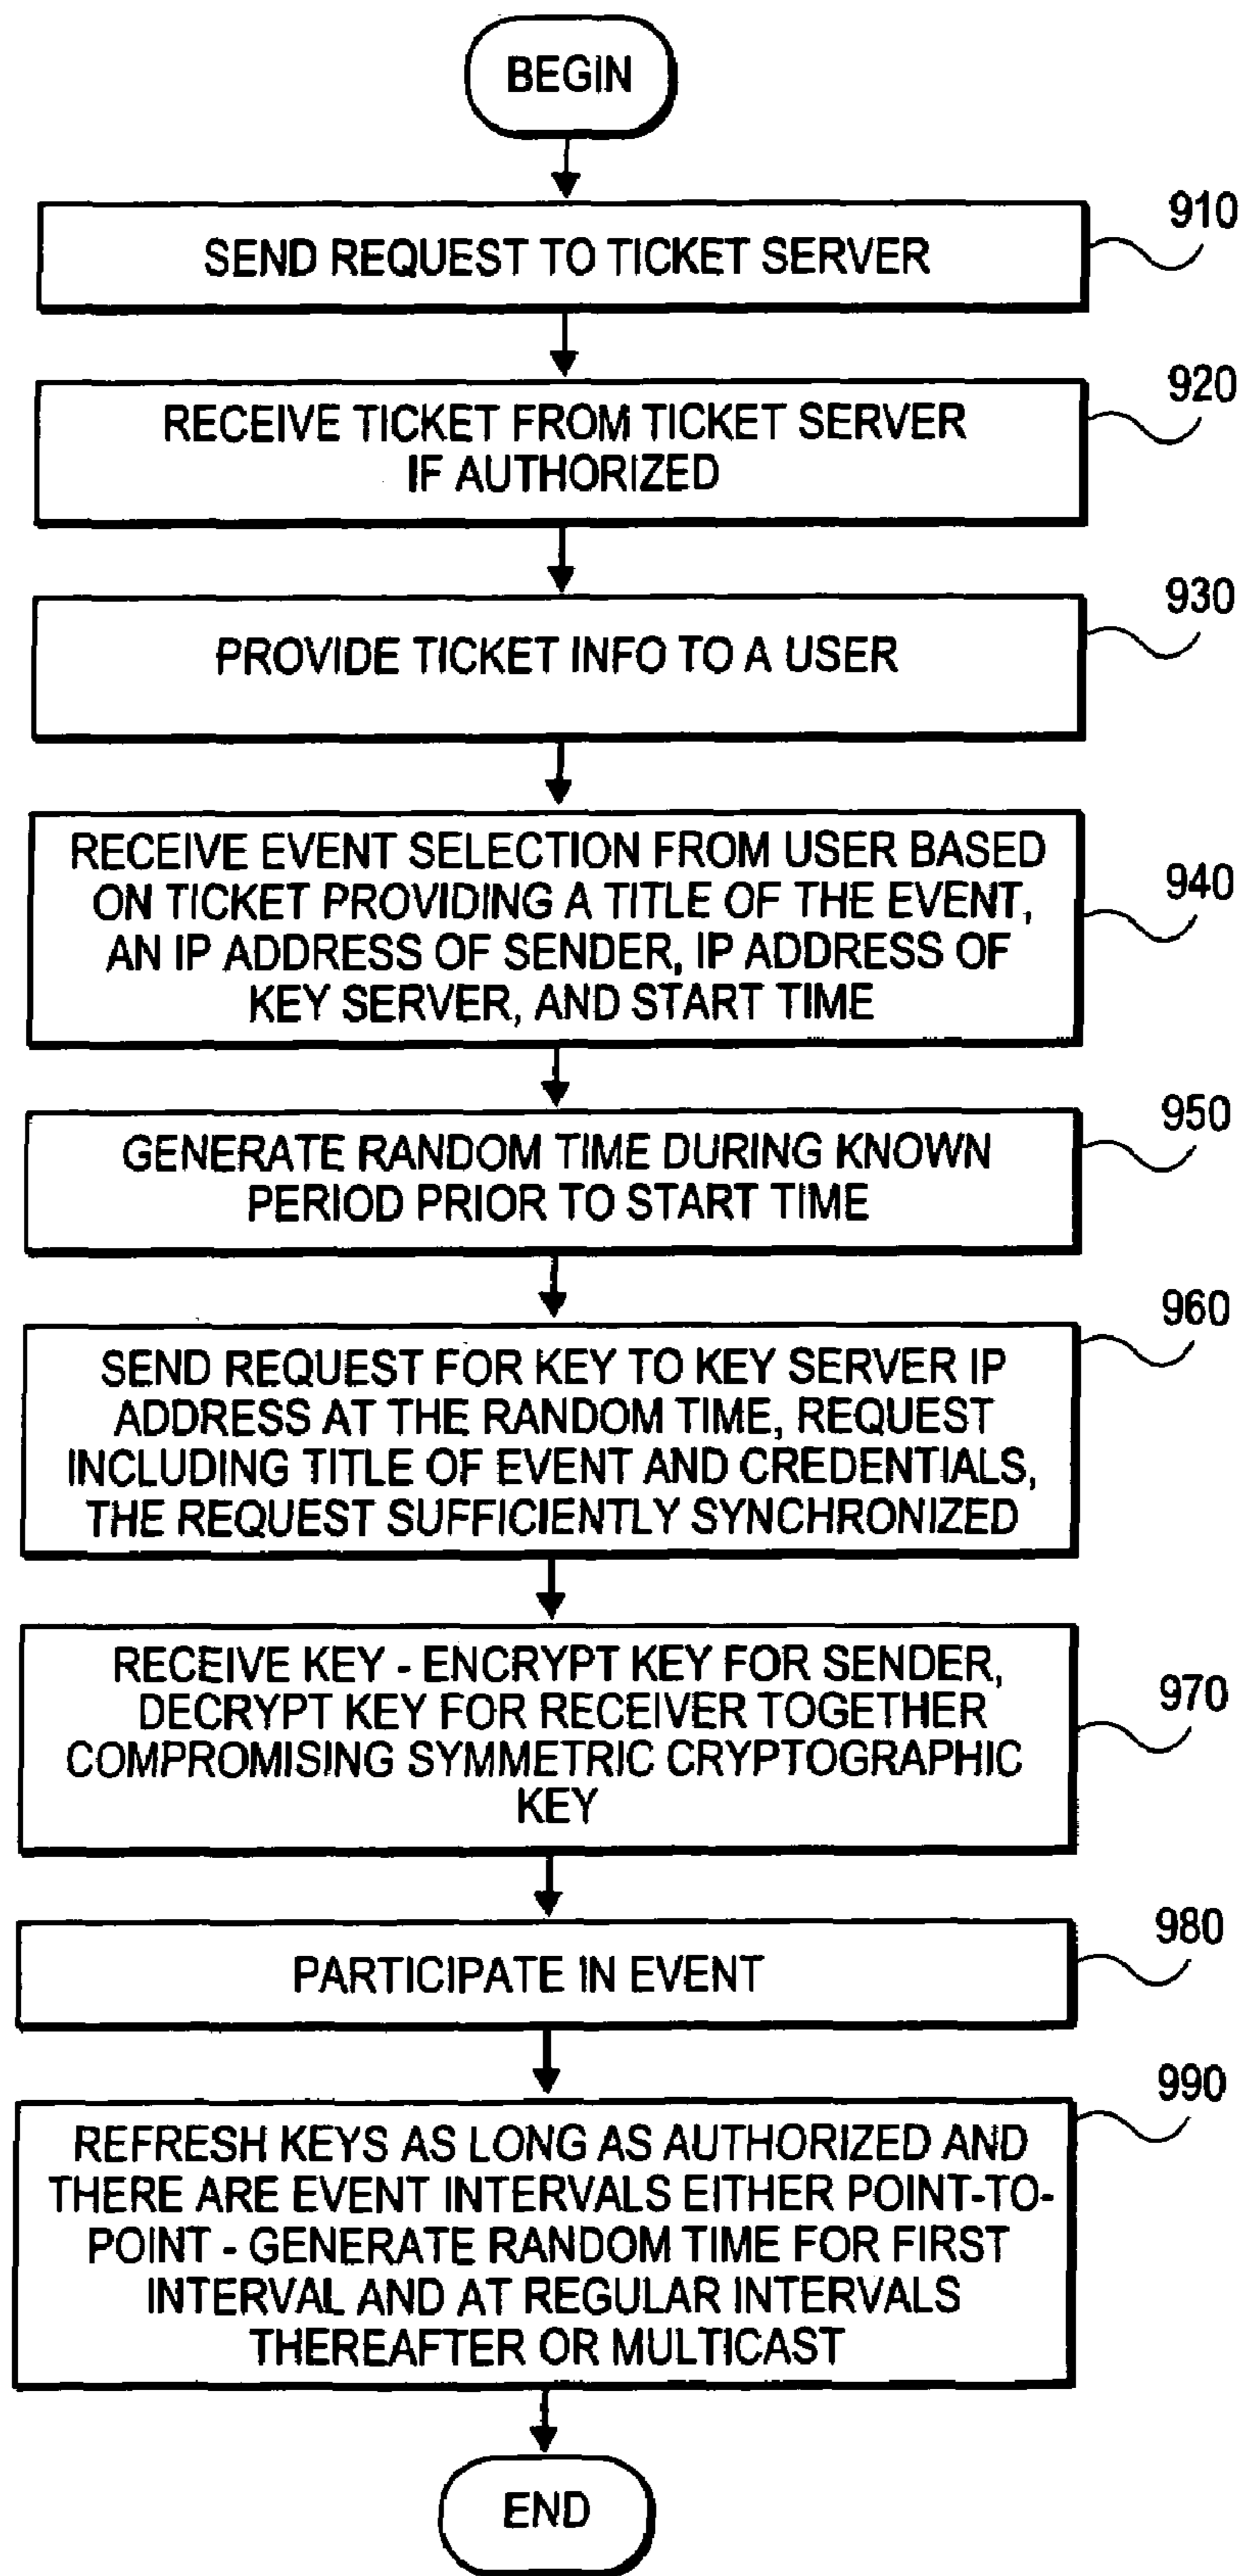 BEGIN
SEND REQUEST TO TICKET SERVER
910
RECEIVE TICKET FROM TICKET SERVER
IF AUTHORIZED
920
PROVIDE TICKET INFO TO A USER
930
RECEIVE EVENT SELECTION FROM USER BASED
ON TICKET PROVIDING A TITLE OF THE EVENT,
AN IP ADDRESS OF SENDER, IP ADDRESS OF
KEY SERVER, AND START TIME
940
GENERATE RANDOM TIME DURING KNOWN
PERIOD PRIOR TO START TIME
950
SEND REQUEST FOR KEY TO KEY SERVER IP
ADDRESS AT THE RANDOM TIME, REQUEST
INCLUDING TITLE OF EVENT AND CREDENTIALS,
THE REQUEST SUFFICIENTLY SYNCHRONIZED
960
RECEIVE KEY - ENCRYPT KEY FOR SENDER,
DECRYPT KEY FOR RECEIVER TOGETHER
COMPROMISING SYMMETRIC CRYPTOGRAPHIC
KEY
970
PARTICIPATE IN EVENT
980
REFRESH KEYS AS LONG AS AUTHORIZED AND
THERE ARE EVENT INTERVALS EITHER POINT-TO-
POINT - GENERATE RANDOM TIME FOR FIRST
INTERVAL AND AT REGULAR INTERVALS
THEREAFTER OR MULTICAST
990
END